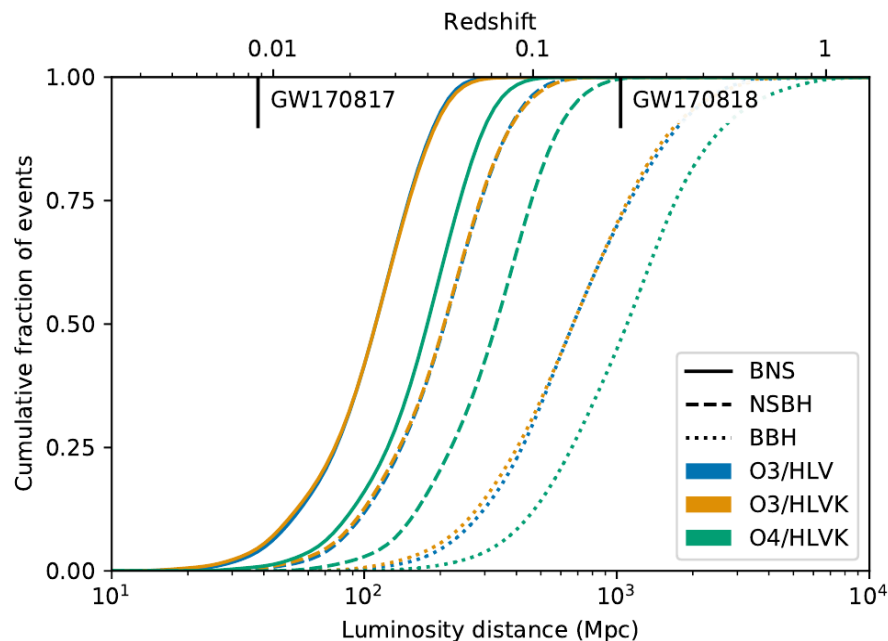 Redshift
0.01 0.1 1
1.00
0.75
0.50
0.25
0.00
Cumulative fraction of events
GW170817
GW170818
BNS
NSBH
BBH
O3/HLV
O3/HLVK
O4/HLVK
10¹ 10² 10³ 10⁴
Luminosity distance (Mpc)